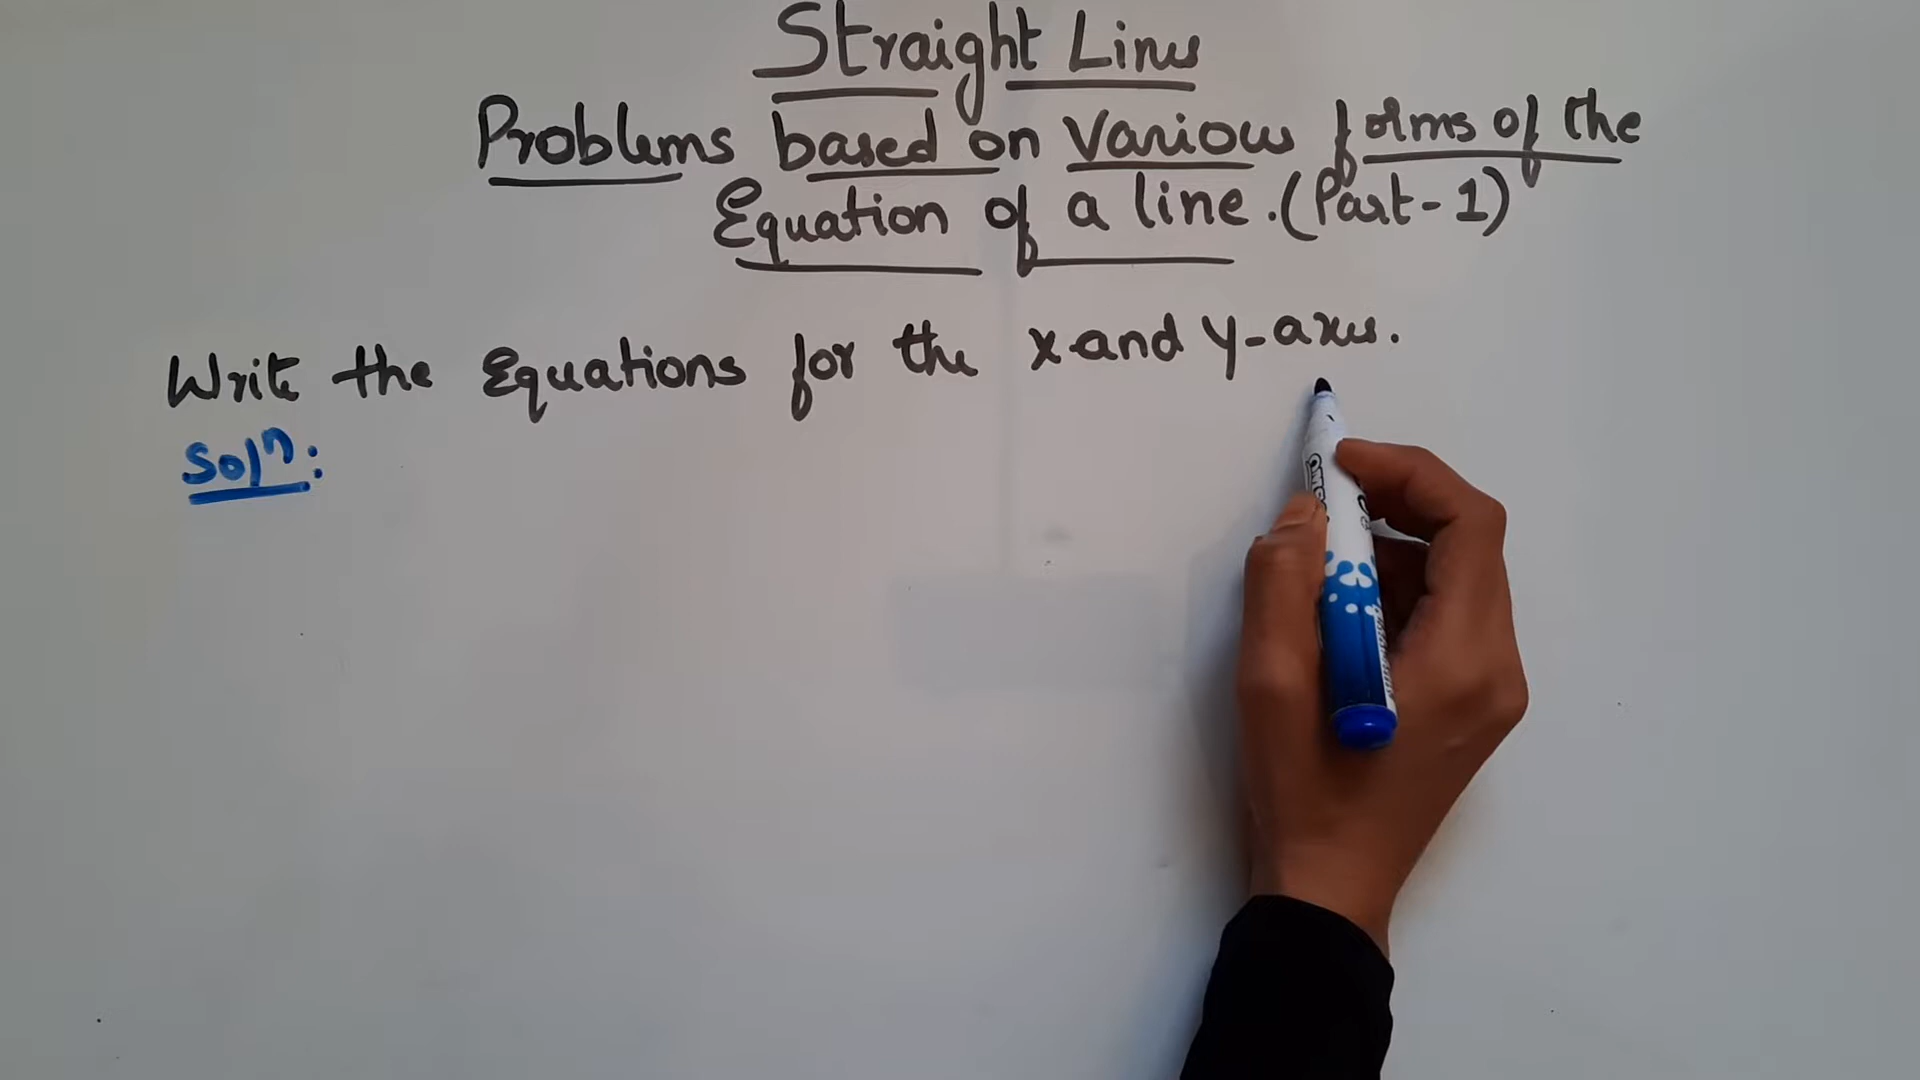 Straight Lines
Problems based on various forms of the
Equation of a line. (Part-1)
Write the Equations for the x and y-axes.
Soln: